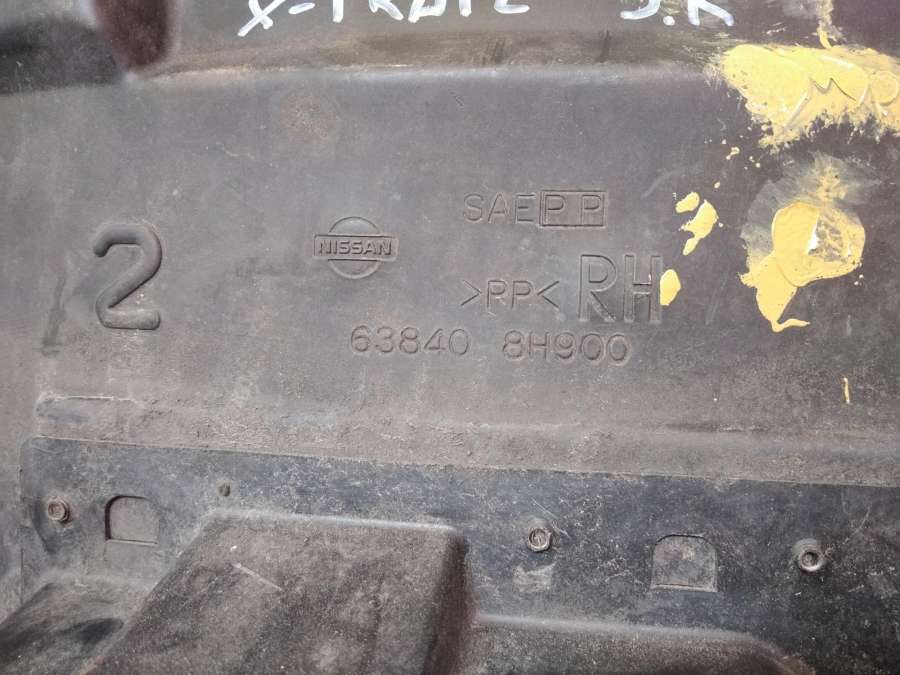 X-TRAIL
SAE PP
2
NISSAN
>PP< RH
63840 8H900